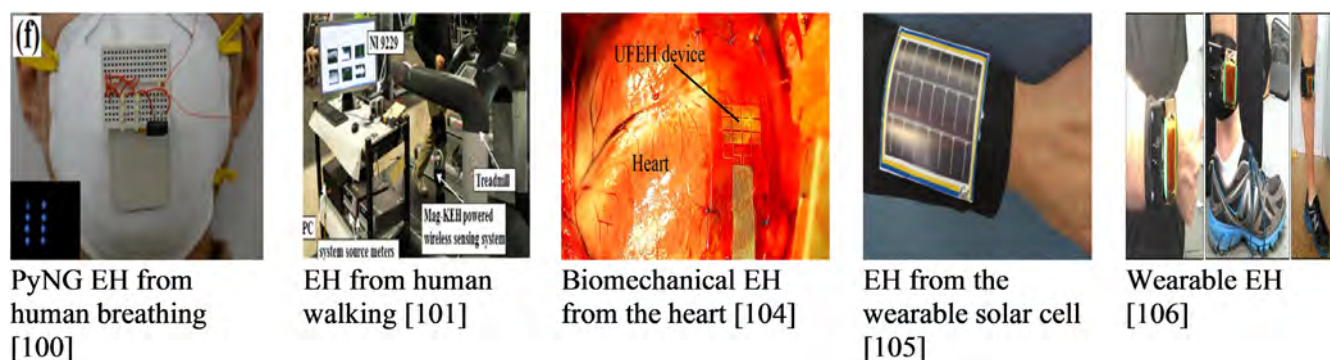 (f)
NI 9229
Treadmill
Mag-KEH powered
wireless sensing system
PC
system source meters
UFEH device
Heart
PyNG EH from
human breathing
[100]
EH from human
walking [101]
Biomechanical EH
from the heart [104]
EH from the
wearable solar cell
[105]
Wearable EH
[106]